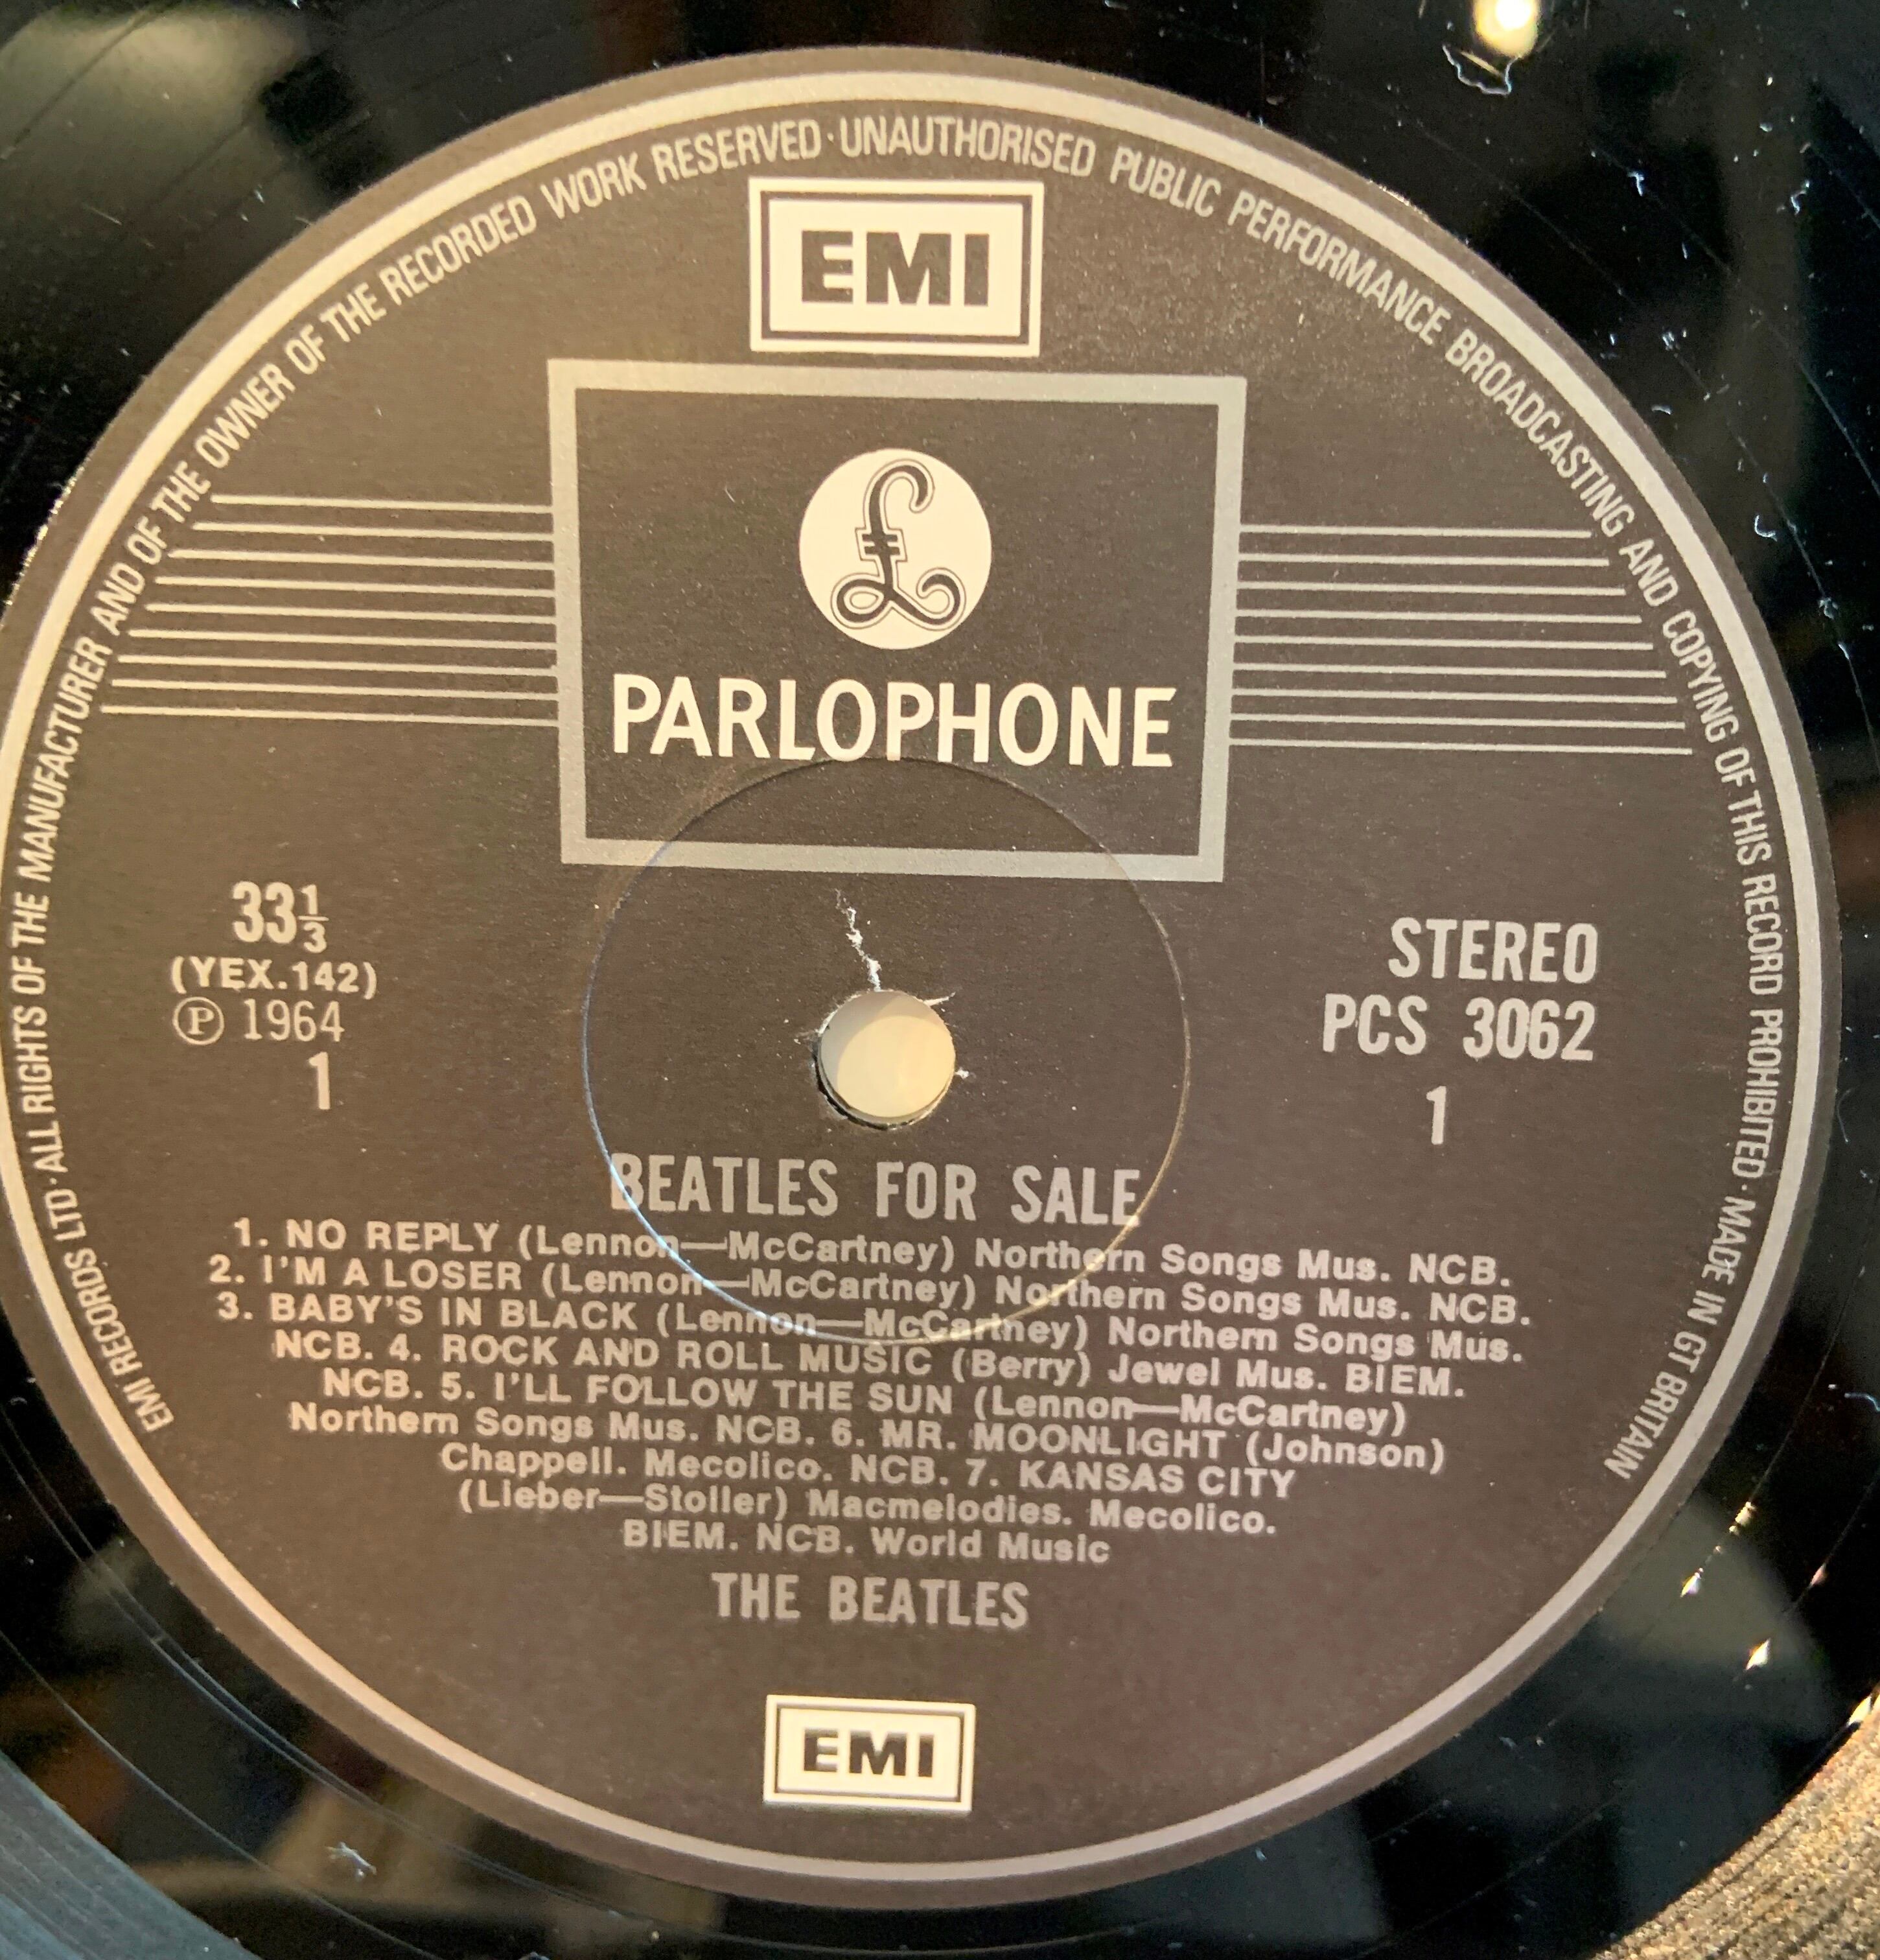 EMI RECORDS LTD · ALL RIGHTS OF THE MANUFACTURER AND OF THE OWNER OF THE RECORDED WORK RESERVED · UNAUTHORISED PUBLIC PERFORMANCE BROADCASTING AND COPYING OF THIS RECORD PROHIBITED · MADE IN GT BRITAIN
EMI
£
PARLOPHONE
33⅓
(YEX.142)
℗ 1964
1
STEREO
PCS 3062
1
BEATLES FOR SALE
1. NO REPLY (Lennon—McCartney) Northern Songs Mus. NCB.
2. I'M A LOSER (Lennon—McCartney) Northern Songs Mus. NCB.
3. BABY'S IN BLACK (Lennon—McCartney) Northern Songs Mus.
NCB. 4. ROCK AND ROLL MUSIC (Berry) Jewel Mus. BIEM.
NCB. 5. I'LL FOLLOW THE SUN (Lennon—McCartney)
Northern Songs Mus. NCB. 6. MR. MOONLIGHT (Johnson)
Chappell. Mecolico. NCB. 7. KANSAS CITY
(Lieber—Stoller) Macmelodies. Mecolico.
BIEM. NCB. World Music
THE BEATLES
EMI